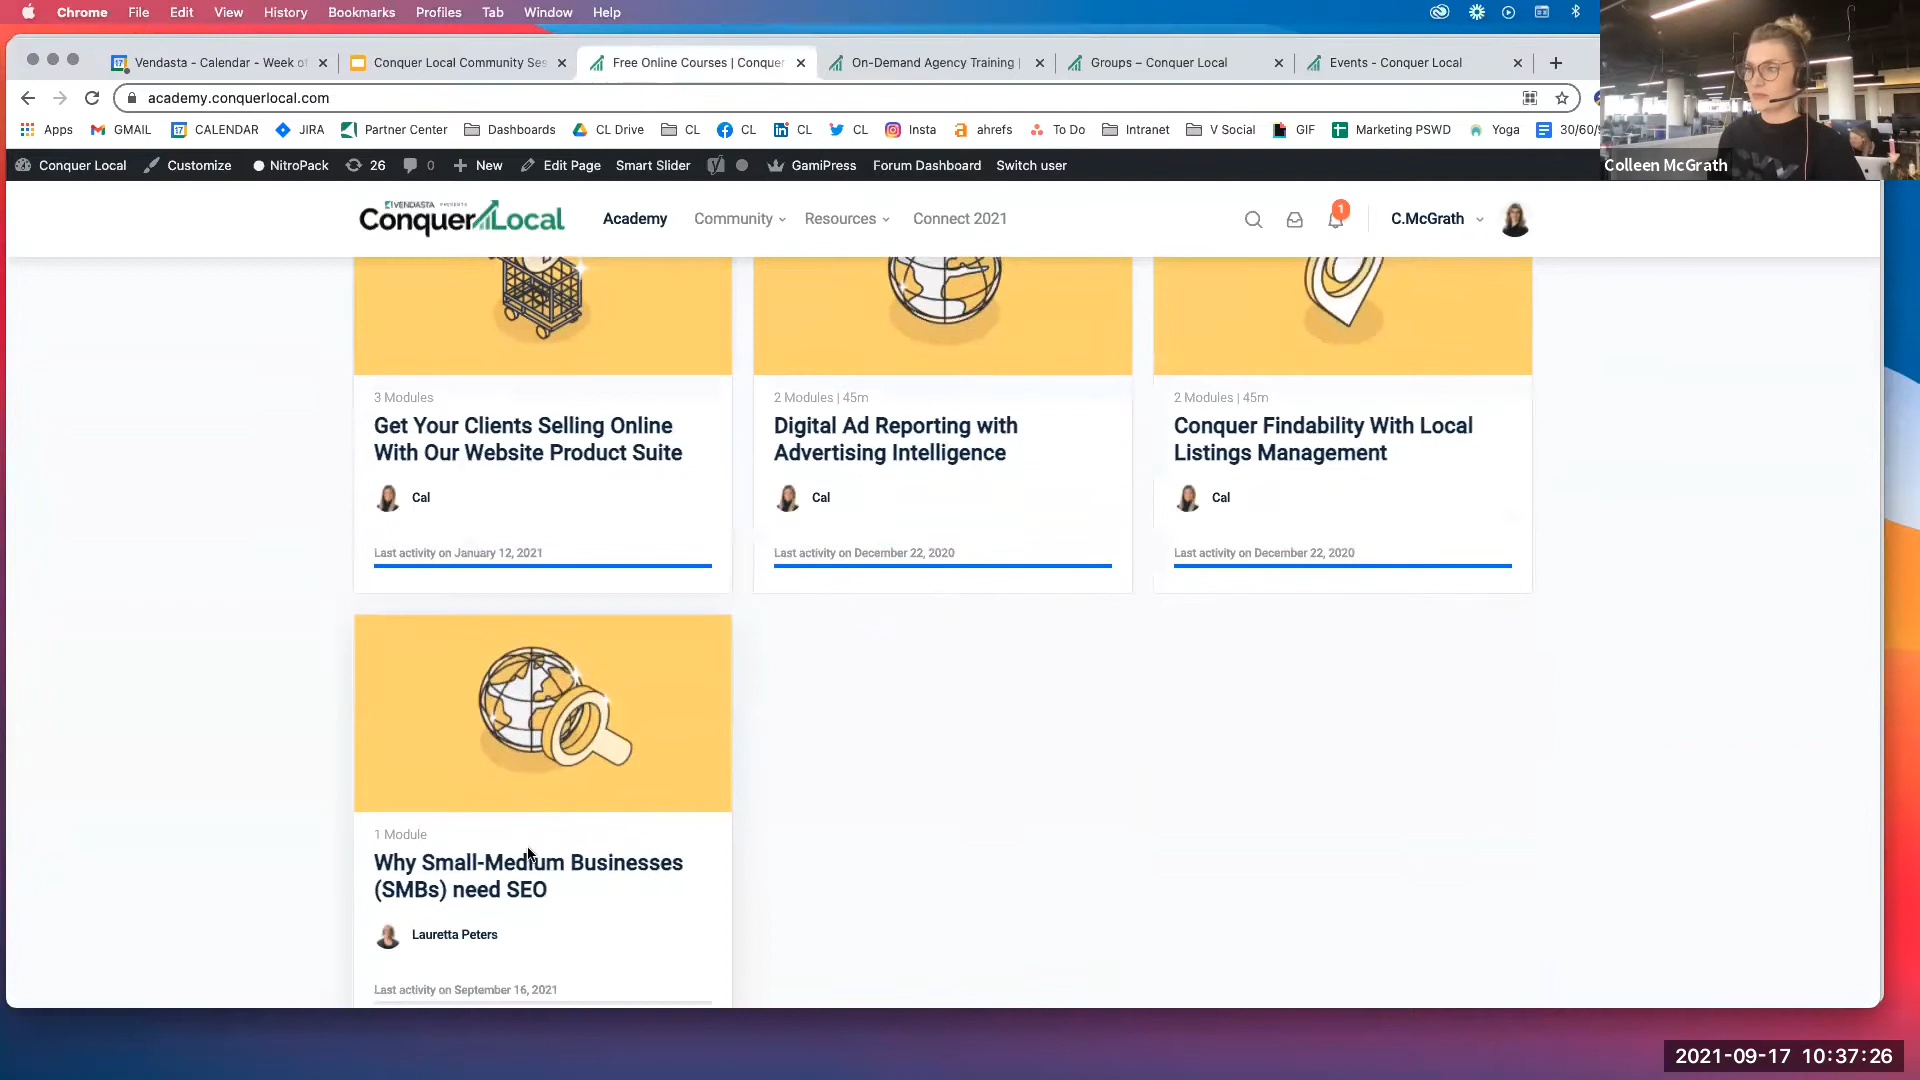 Chrome File Edit View History Bookmarks Profiles Tab Window Help
Vendasta - Calendar - Week of
Conquer Local Community Ses
Free Online Courses | Conquer
On-Demand Agency Training |
Groups – Conquer Local
Events - Conquer Local
academy.conquerlocal.com
Apps GMAIL CALENDAR JIRA Partner Center Dashboards CL Drive CL CL CL CL Insta ahrefs To Do Intranet V Social GIF Marketing PSWD Yoga 30/60/9
Conquer Local Customize NitroPack 26 0 New Edit Page Smart Slider GamiPress Forum Dashboard Switch user
Colleen McGrath
VENDASTA PRESENTS
Conquer Local
Academy Community Resources Connect 2021
1
C.McGrath
3 Modules
Get Your Clients Selling Online
With Our Website Product Suite
Cal
Last activity on January 12, 2021
2 Modules | 45m
Digital Ad Reporting with
Advertising Intelligence
Cal
Last activity on December 22, 2020
2 Modules | 45m
Conquer Findability With Local
Listings Management
Cal
Last activity on December 22, 2020
1 Module
Why Small-Medium Businesses
(SMBs) need SEO
Lauretta Peters
Last activity on September 16, 2021
2021-09-17 10:37:26